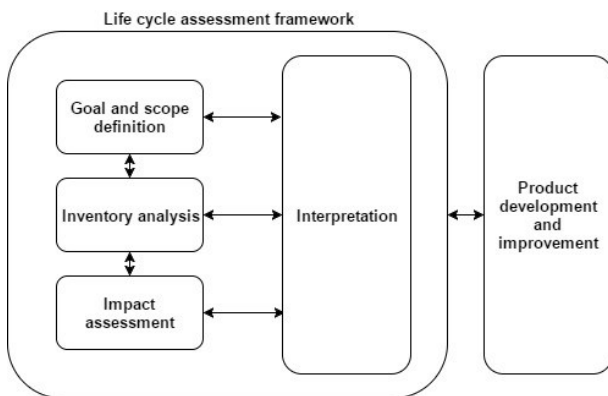 Life cycle assessment framework
Goal and scope
definition
Inventory analysis
Impact
assessment
Interpretation
Product
development
and
improvement